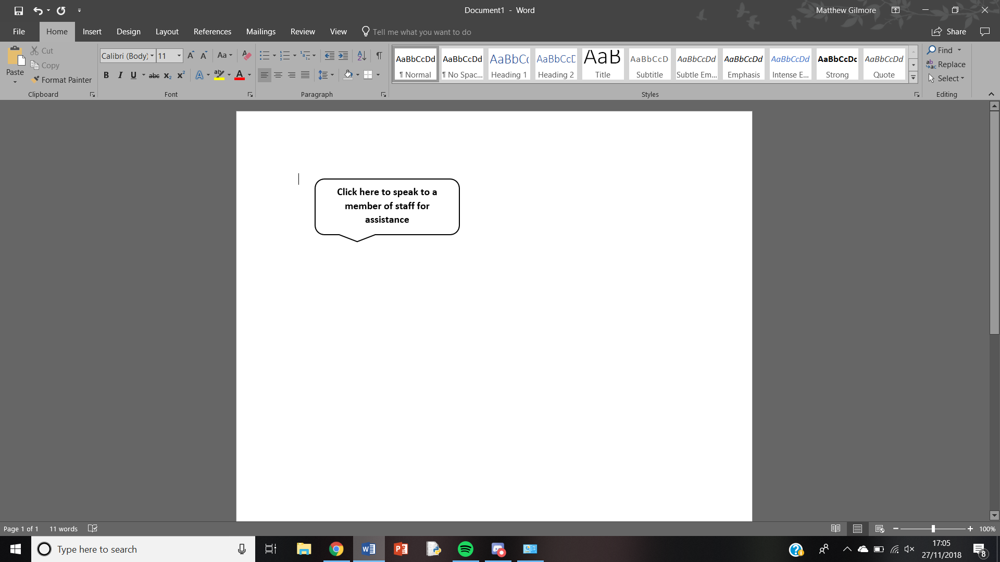 Document1 - Word
Matthew Gilmore
File Home Insert Design Layout References Mailings Review View Tell me what you want to do
Share
Paste
Cut
Copy
Format Painter
Clipboard
Calibri (Body) 11
Aa
B I U abc x₂ x²
A ab A
Font
Paragraph
AaBbCcDd AaBbCcDd AaBbCc AaBbCcD AaB AaBbCcD AaBbCcDd AaBbCcDd AaBbCcDd AaBbCcDc AaBbCcDd
¶ Normal ¶ No Spac... Heading 1 Heading 2 Title Subtitle Subtle Em... Emphasis Intense E... Strong Quote
Styles
Find
Replace
Select
Editing
Click here to speak to a
member of staff for
assistance
Page 1 of 1 11 words
100%
Type here to search
17:05
27/11/2018
8